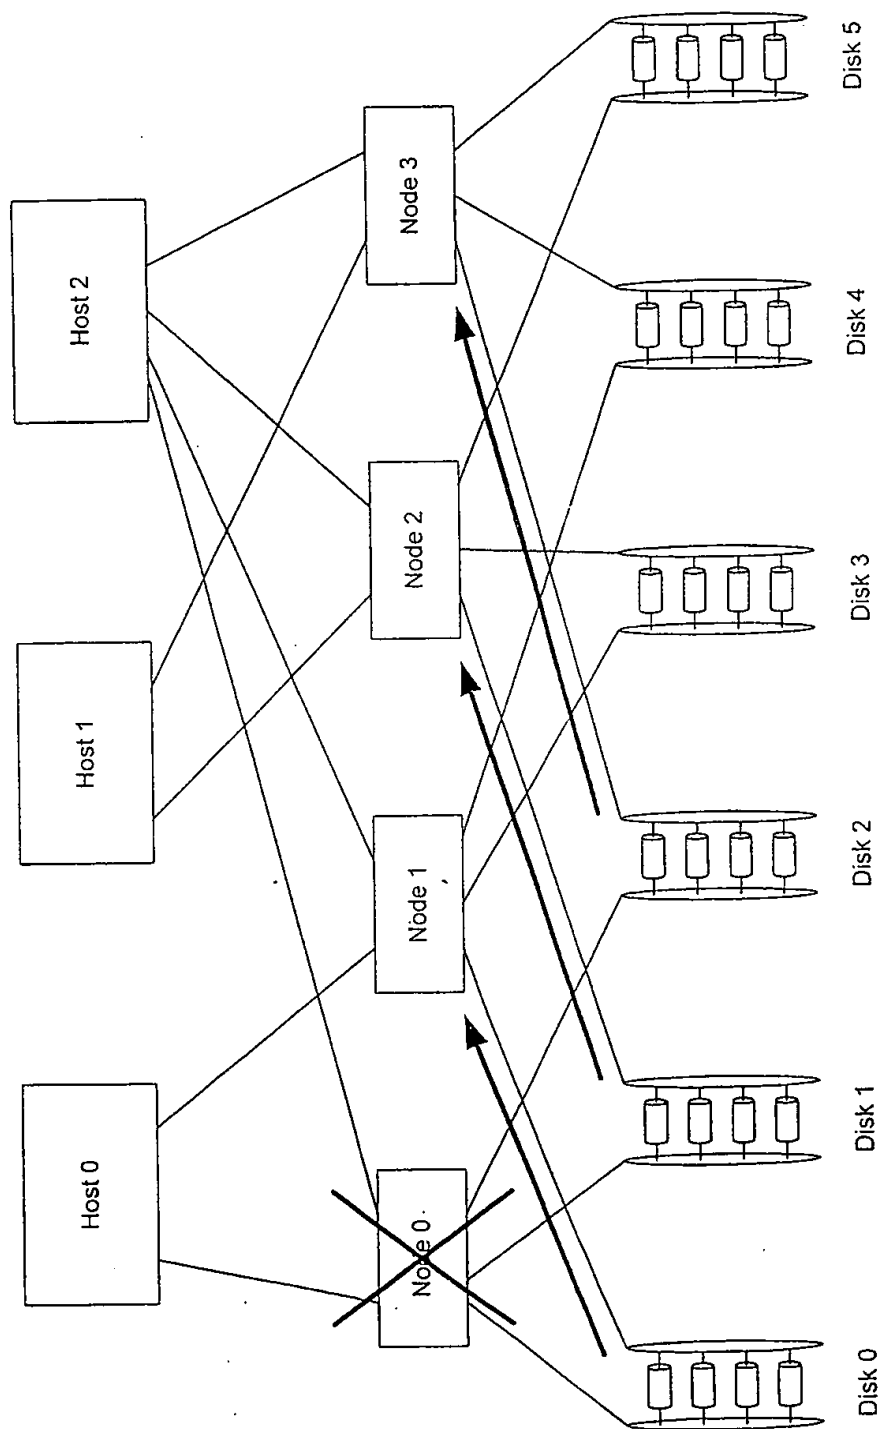 Host 0
Host 1
Host 2
Node 0
Node 1
Node 2
Node 3
Disk 0
Disk 1
Disk 2
Disk 3
Disk 4
Disk 5